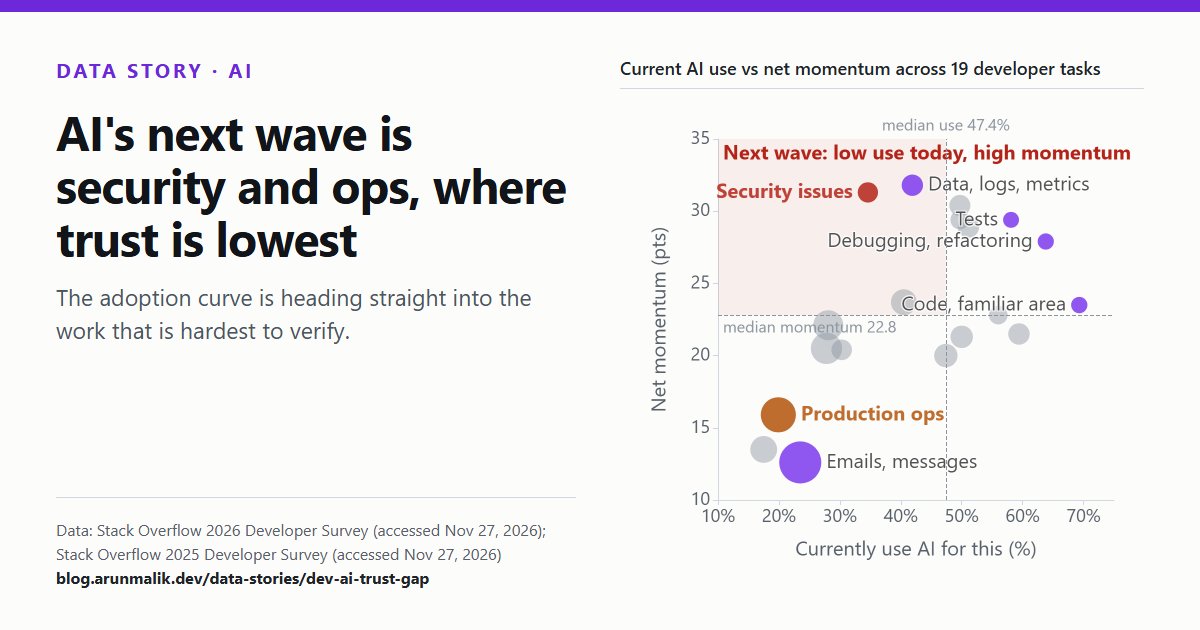 DATA STORY · AI
AI's next wave is
security and ops, where
trust is lowest
The adoption curve is heading straight into the
work that is hardest to verify.
Data: Stack Overflow 2026 Developer Survey (accessed Nov 27, 2026);
Stack Overflow 2025 Developer Survey (accessed Nov 27, 2026)
blog.arunmalik.dev/data-stories/dev-ai-trust-gap
Current AI use vs net momentum across 19 developer tasks
median use 47.4%
35
Next wave: low use today, high momentum
Data, logs, metrics
Security issues
30
Tests
Debugging, refactoring
25
Code, familiar area
median momentum 22.8
20
15
Production ops
Emails, messages
10
Net momentum (pts)
10% 20% 30% 40% 50% 60% 70%
Currently use AI for this (%)